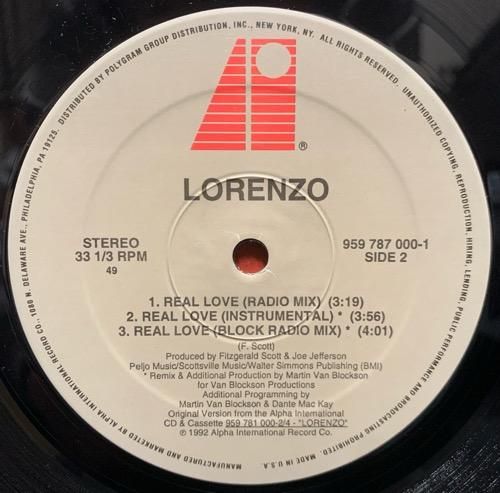 MANUFACTURED AND MARKETED BY ALPHA INTERNATIONAL RECORD CO., 1080 N. DELAWARE AVE., PHILADELPHIA, PA 19125. DISTRIBUTED BY POLYGRAM GROUP DISTRIBUTION, INC., NEW YORK, NY. ALL RIGHTS RESERVED. UNAUTHORIZED COPYING, REPRODUCTION, HIRING, LENDING, PUBLIC PERFORMANCE AND BROADCASTING PROHIBITED. MADE IN U.S.A.
®
LORENZO
STEREO
33 1/3 RPM
49
959 787 000-1
SIDE 2
1. REAL LOVE (RADIO MIX) (3:19)
2. REAL LOVE (INSTRUMENTAL) * (3:56)
3. REAL LOVE (BLOCK RADIO MIX) * (4:01)
(F. Scott)
Produced by Fitzgerald Scott & Joe Jefferson
Peljo Music/Scottsville Music/Walter Simmons Publishing (BMI)
* Remix & Additional Production by Martin Van Blockson
for Van Blockson Productions
Additional Programming by
Martin Van Blockson & Dante Mac Kay
Original Version from the Alpha International
CD & Cassette 959 781 000-2/4 - "LORENZO"
℗ 1992 Alpha International Record Co.